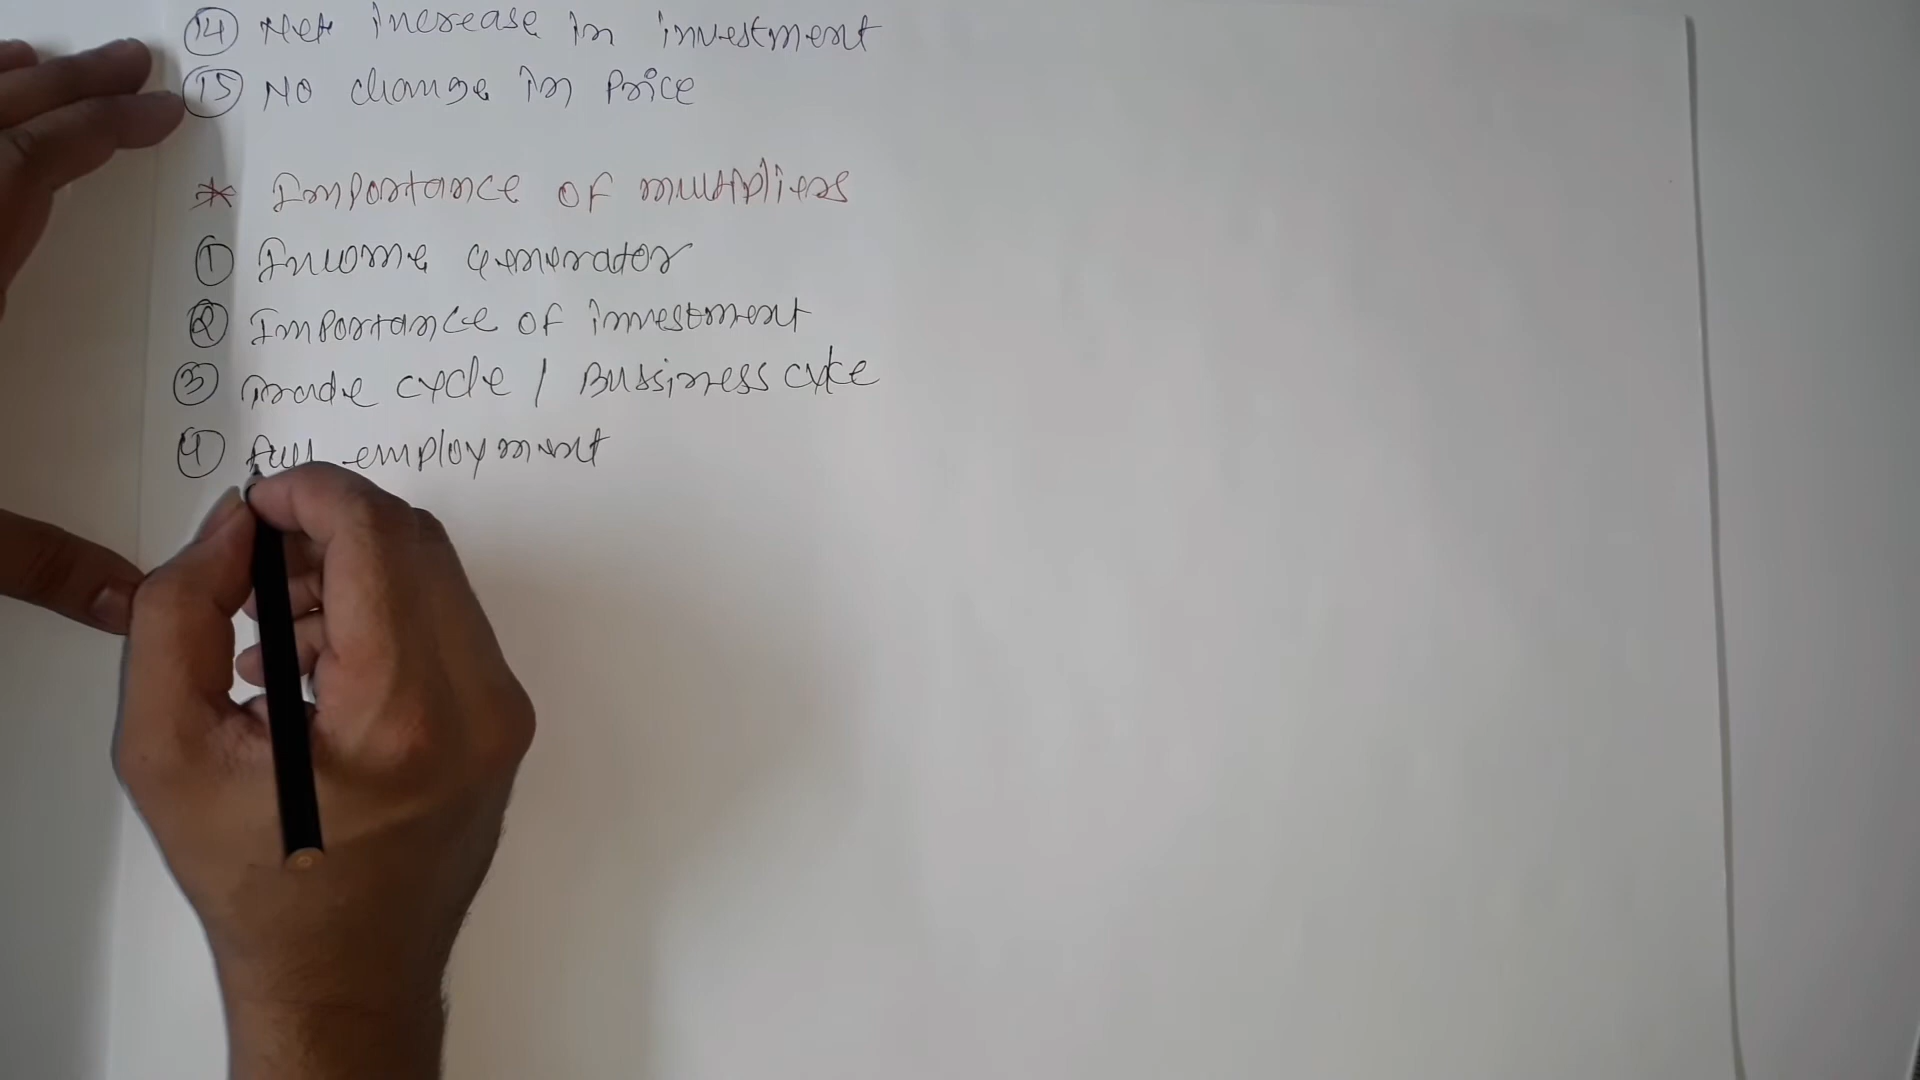 14 Net increase in investment
15 No change in Price
* Importance of multipliers
1 Income generator
2 Importance of investment
3 Trade cycle / Bussiness cycle
4 full employment